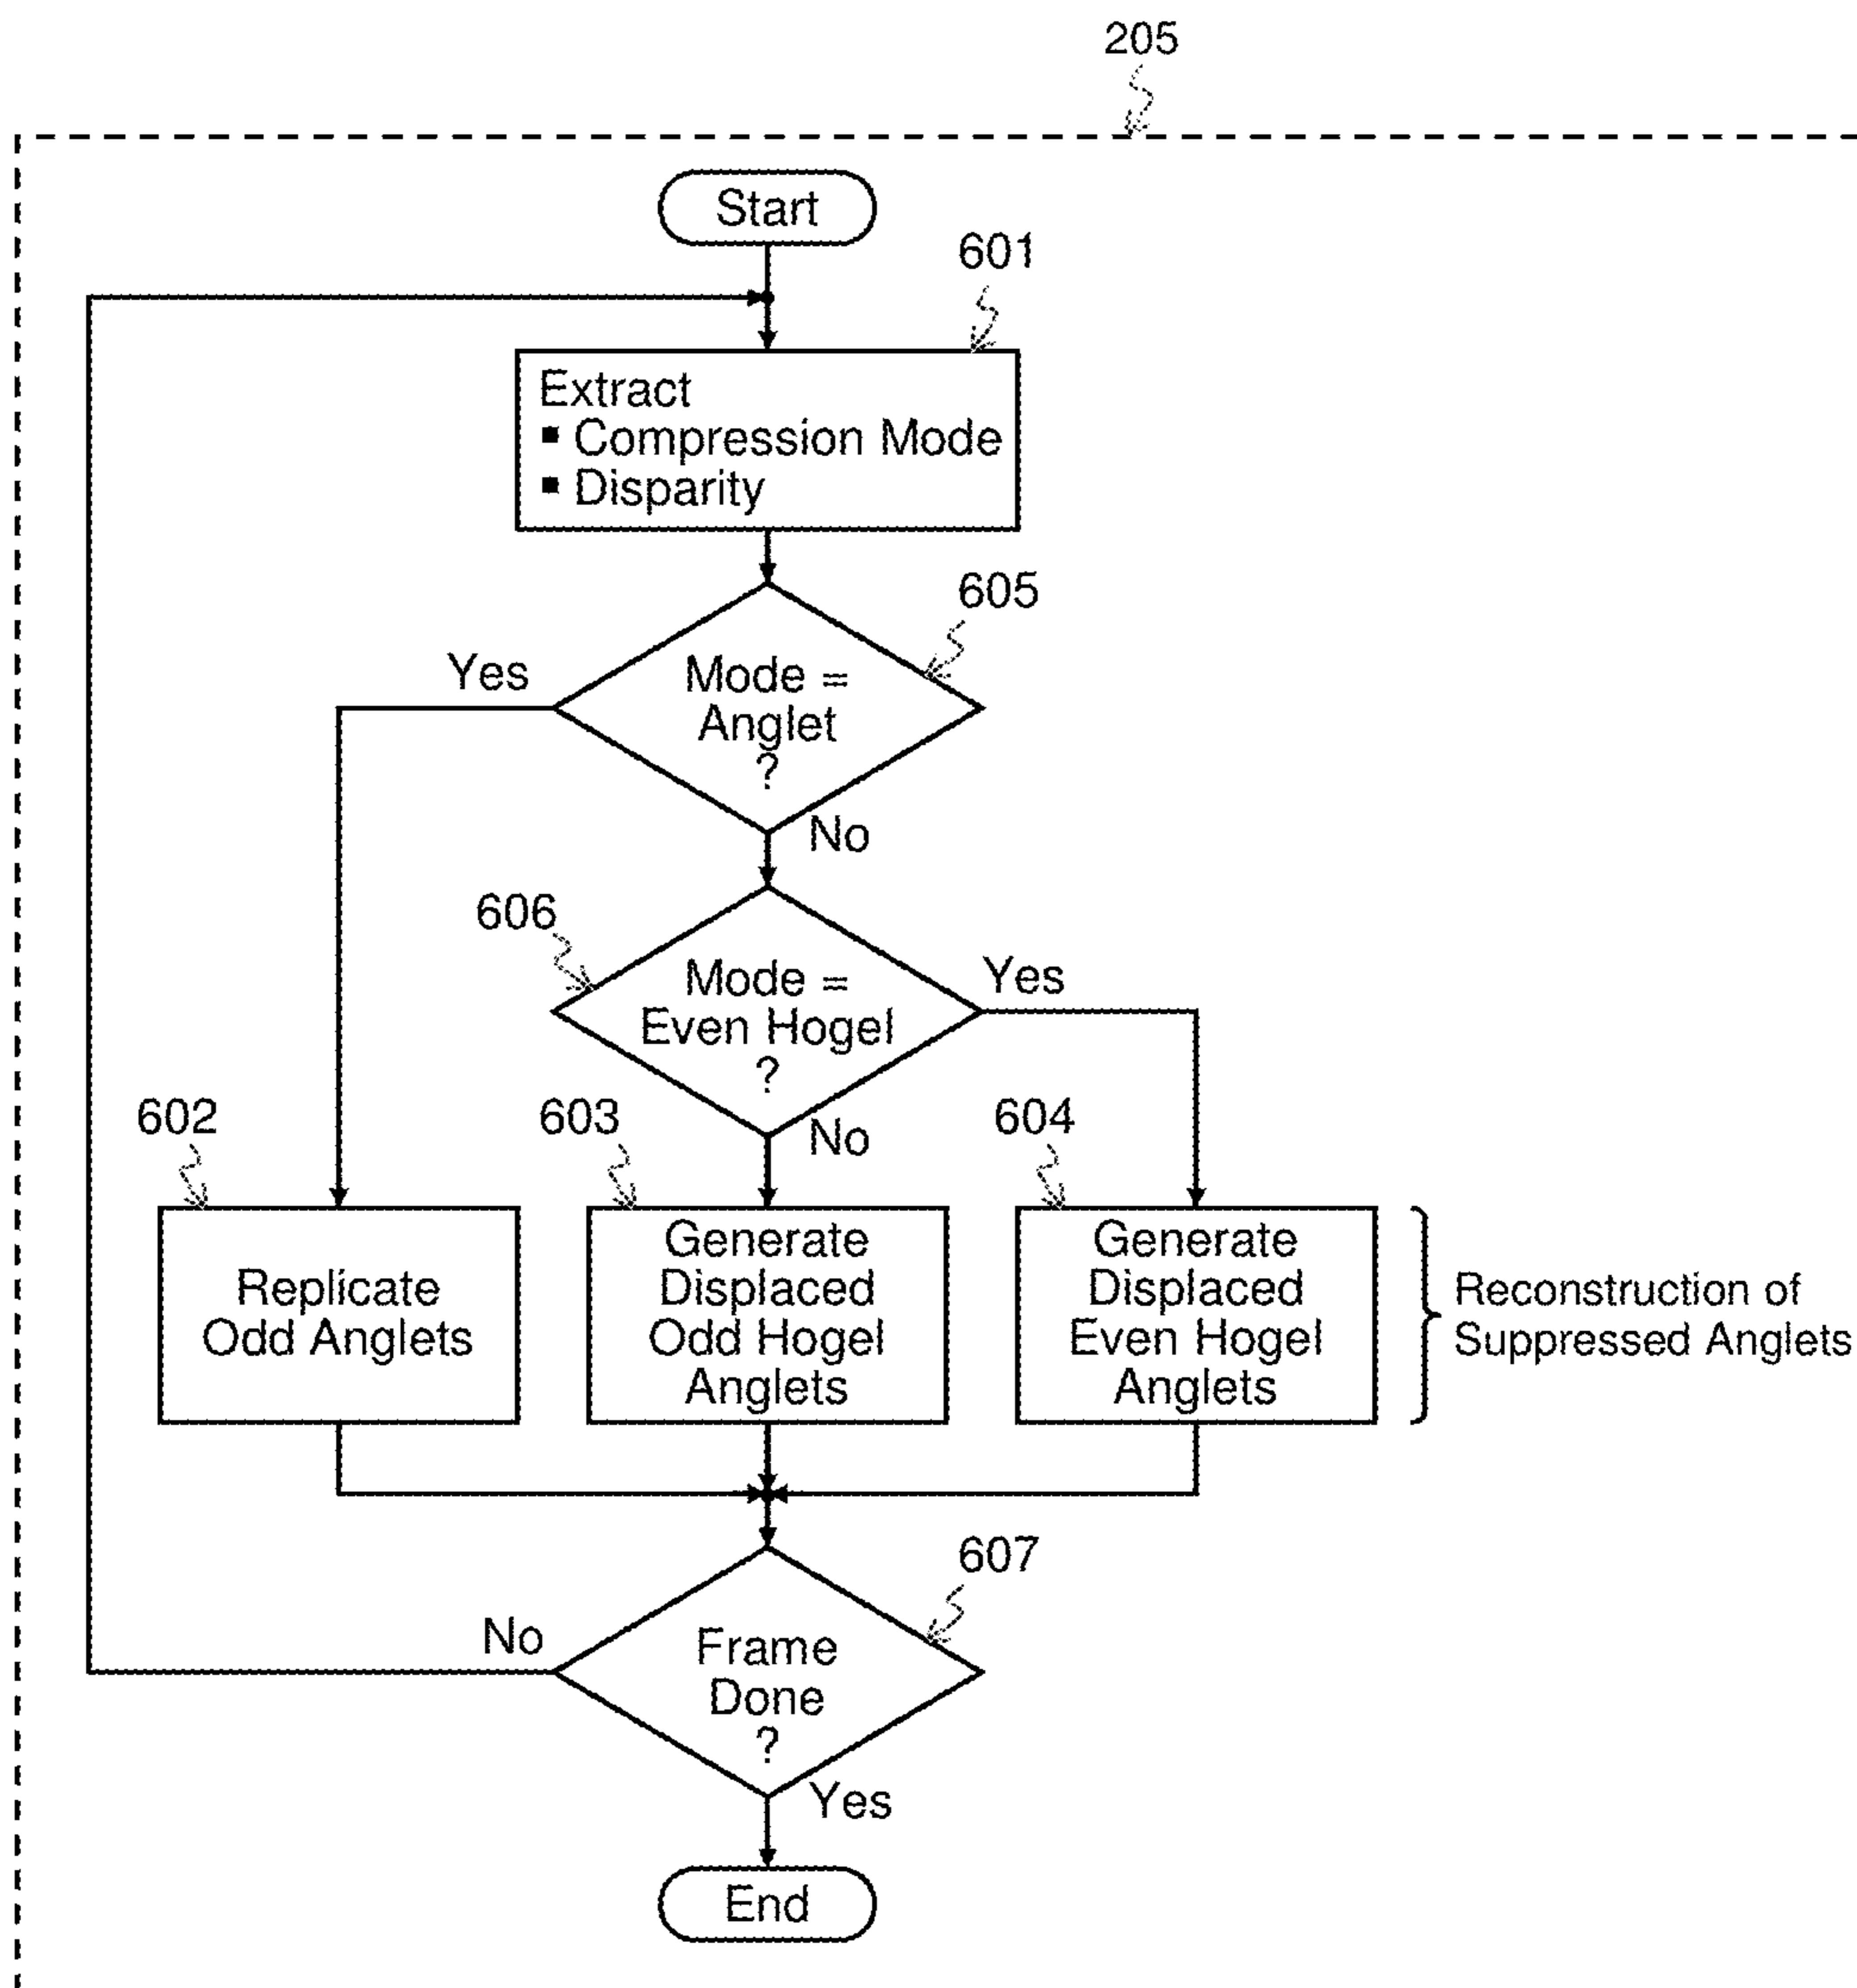 205
Start
601
Extract
▪ Compression Mode
▪ Disparity
605
Yes
Mode =
Anglet
?
No
606
Mode =
Even Hogel
?
Yes
No
602
603
604
Replicate
Odd Anglets
Generate
Displaced
Odd Hogel
Anglets
Generate
Displaced
Even Hogel
Anglets
Reconstruction of
Suppressed Anglets
607
No
Frame
Done
?
Yes
End